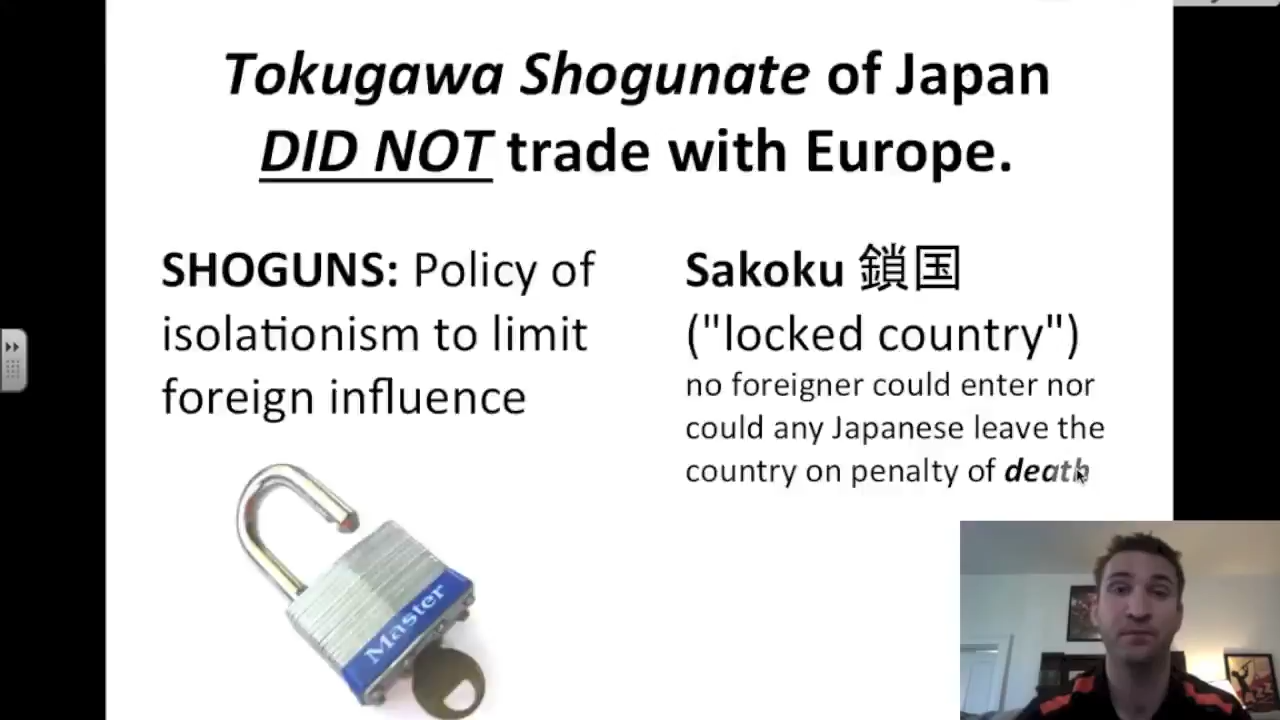 Tokugawa Shogunate of Japan
DID NOT trade with Europe.
SHOGUNS: Policy of
isolationism to limit
foreign influence
Sakoku 鎖国
("locked country")
no foreigner could enter nor
could any Japanese leave the
country on penalty of death
Master